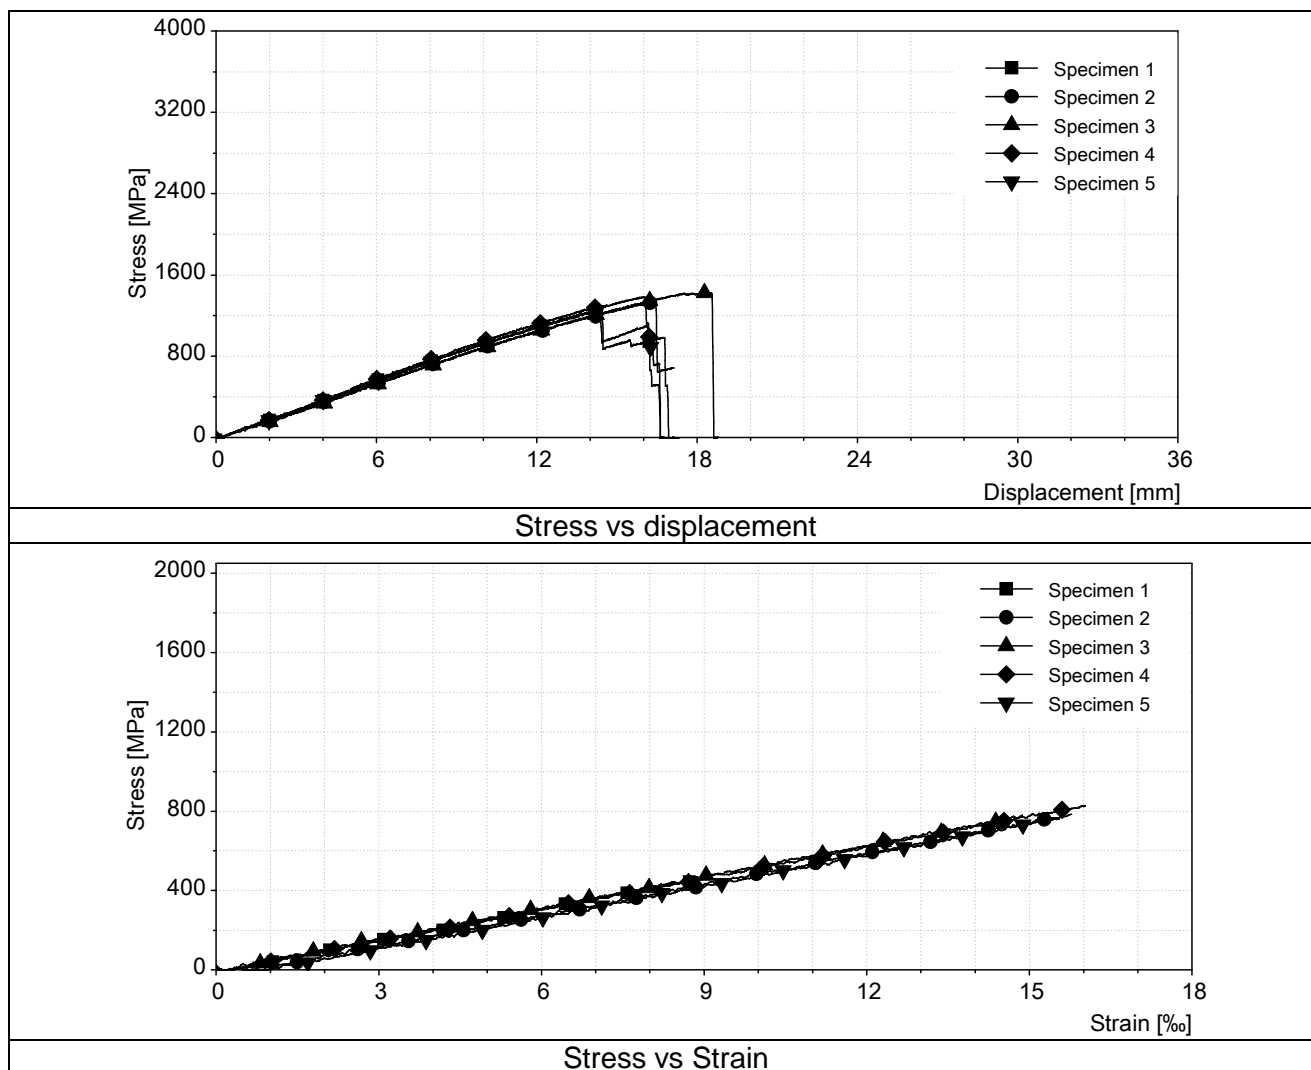 4000
3200
2400
1600
800
0
Stress [MPa]
Specimen 1
Specimen 2
Specimen 3
Specimen 4
Specimen 5
0 6 12 18 24 30 36
Displacement [mm]
Stress vs displacement
2000
1600
1200
800
400
0
Stress [MPa]
Specimen 1
Specimen 2
Specimen 3
Specimen 4
Specimen 5
0 3 6 9 12 15 18
Strain [‰]
Stress vs Strain